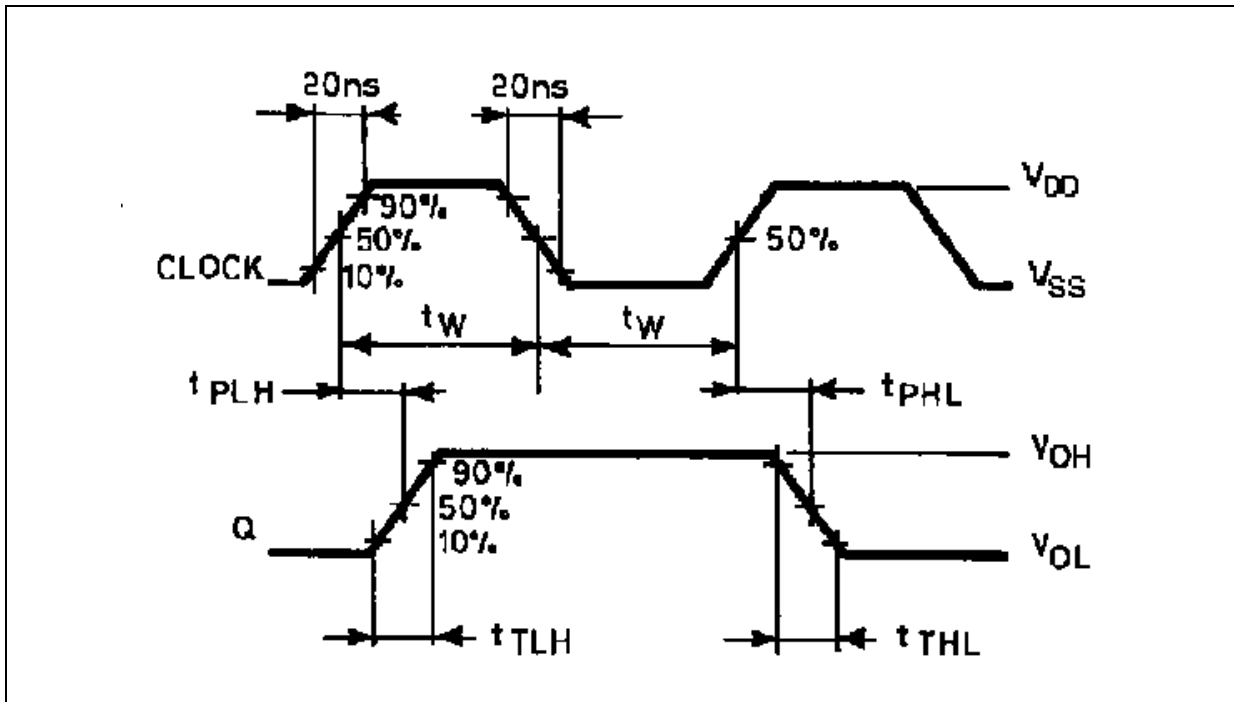 20ns 20ns
90% VDD
50% 50%
CLOCK 10% VSS
tW tW
tPLH tPHL
90% VOH
50%
Q 10% VOL
tTLH tTHL